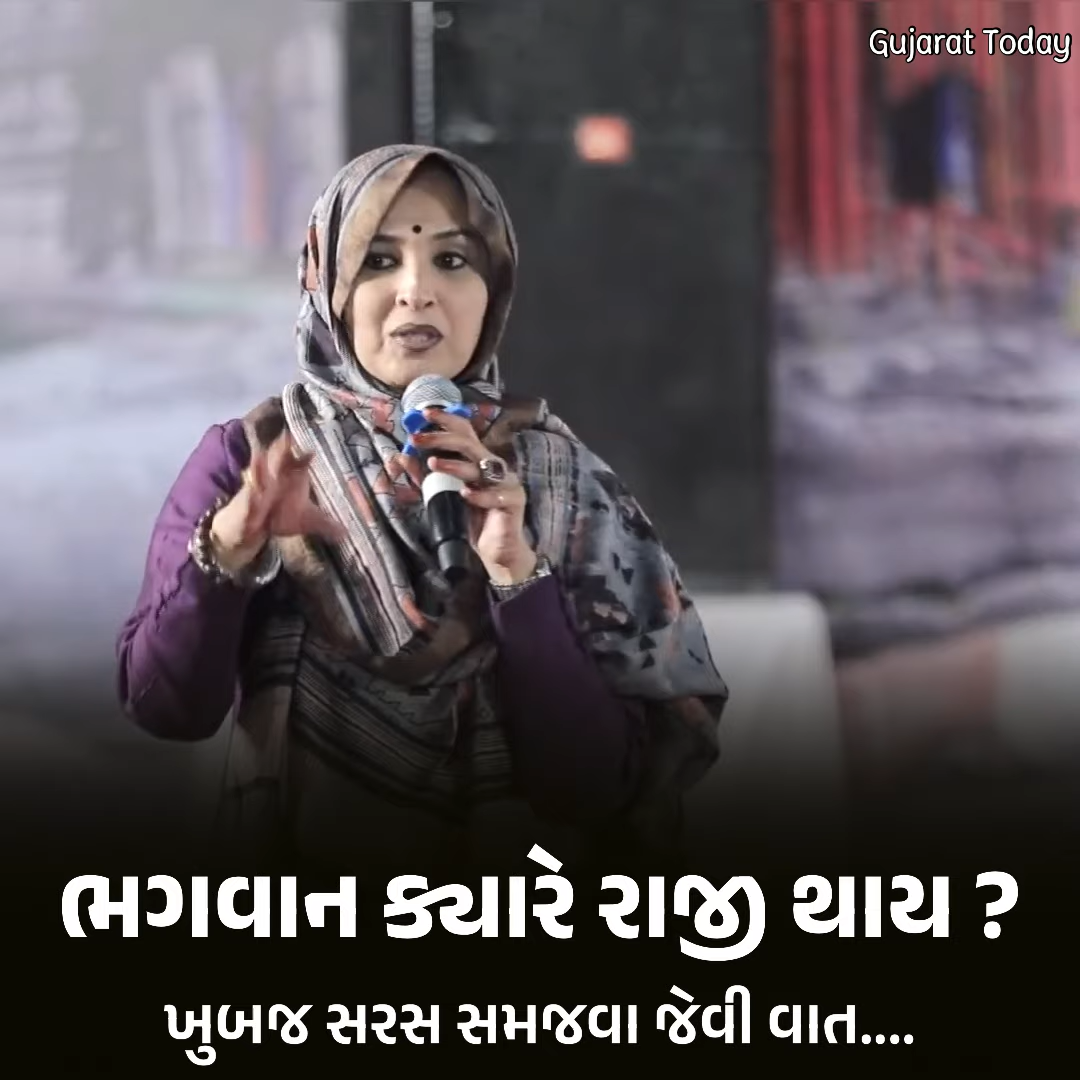 Gujarat Today
ભગવાન ક્યારે રાજી થાય ?
ખુબજ સરસ સમજવા જેવી વાત....